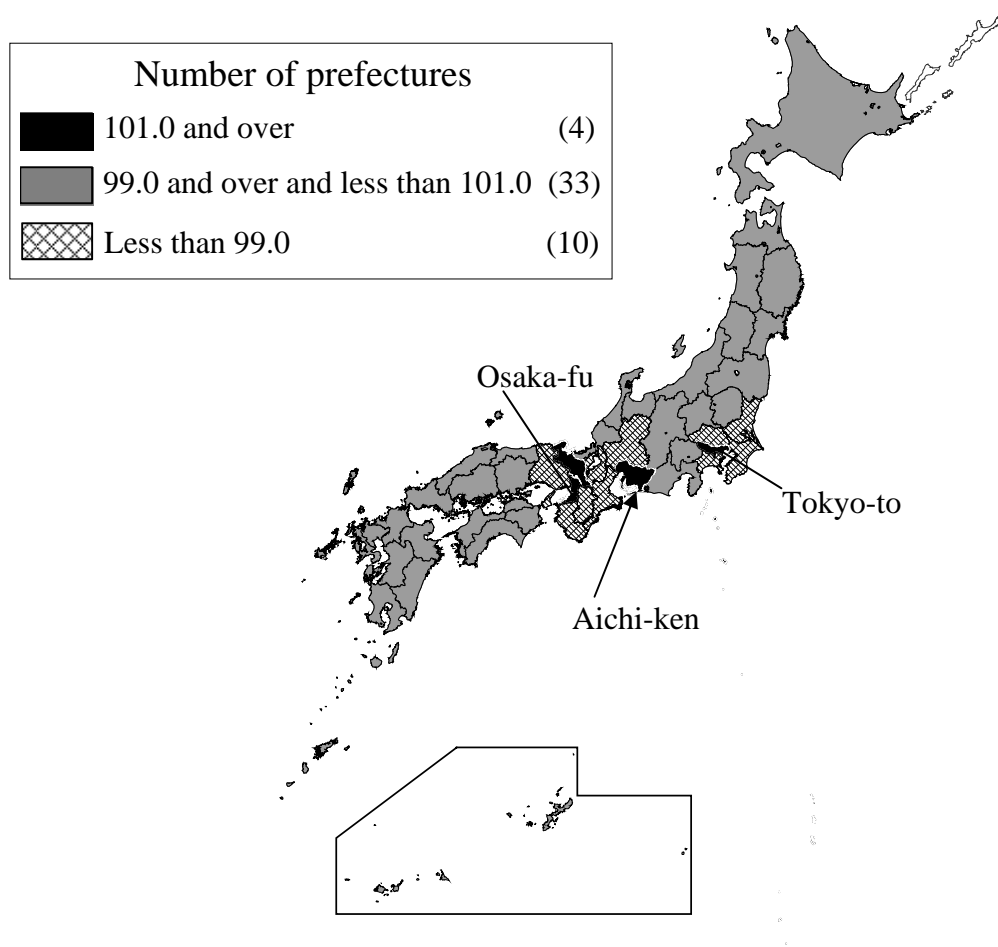 Number of prefectures
101.0 and over (4)
99.0 and over and less than 101.0 (33)
Less than 99.0 (10)
Osaka-fu
Tokyo-to
Aichi-ken